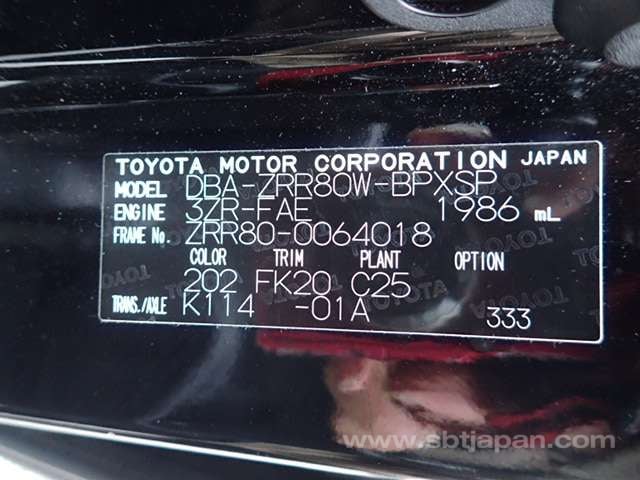 TOYOTA MOTOR CORPORATION JAPAN
MODEL DBA-ZRR80W-BPXSP
ENGINE 3ZR-FAE 1986 mL
FRAME No. ZRR80-0064018
COLOR TRIM PLANT OPTION
202 FK20 C25
TRANS./AXLE K114 -01A 333
www.sbtjapan.com